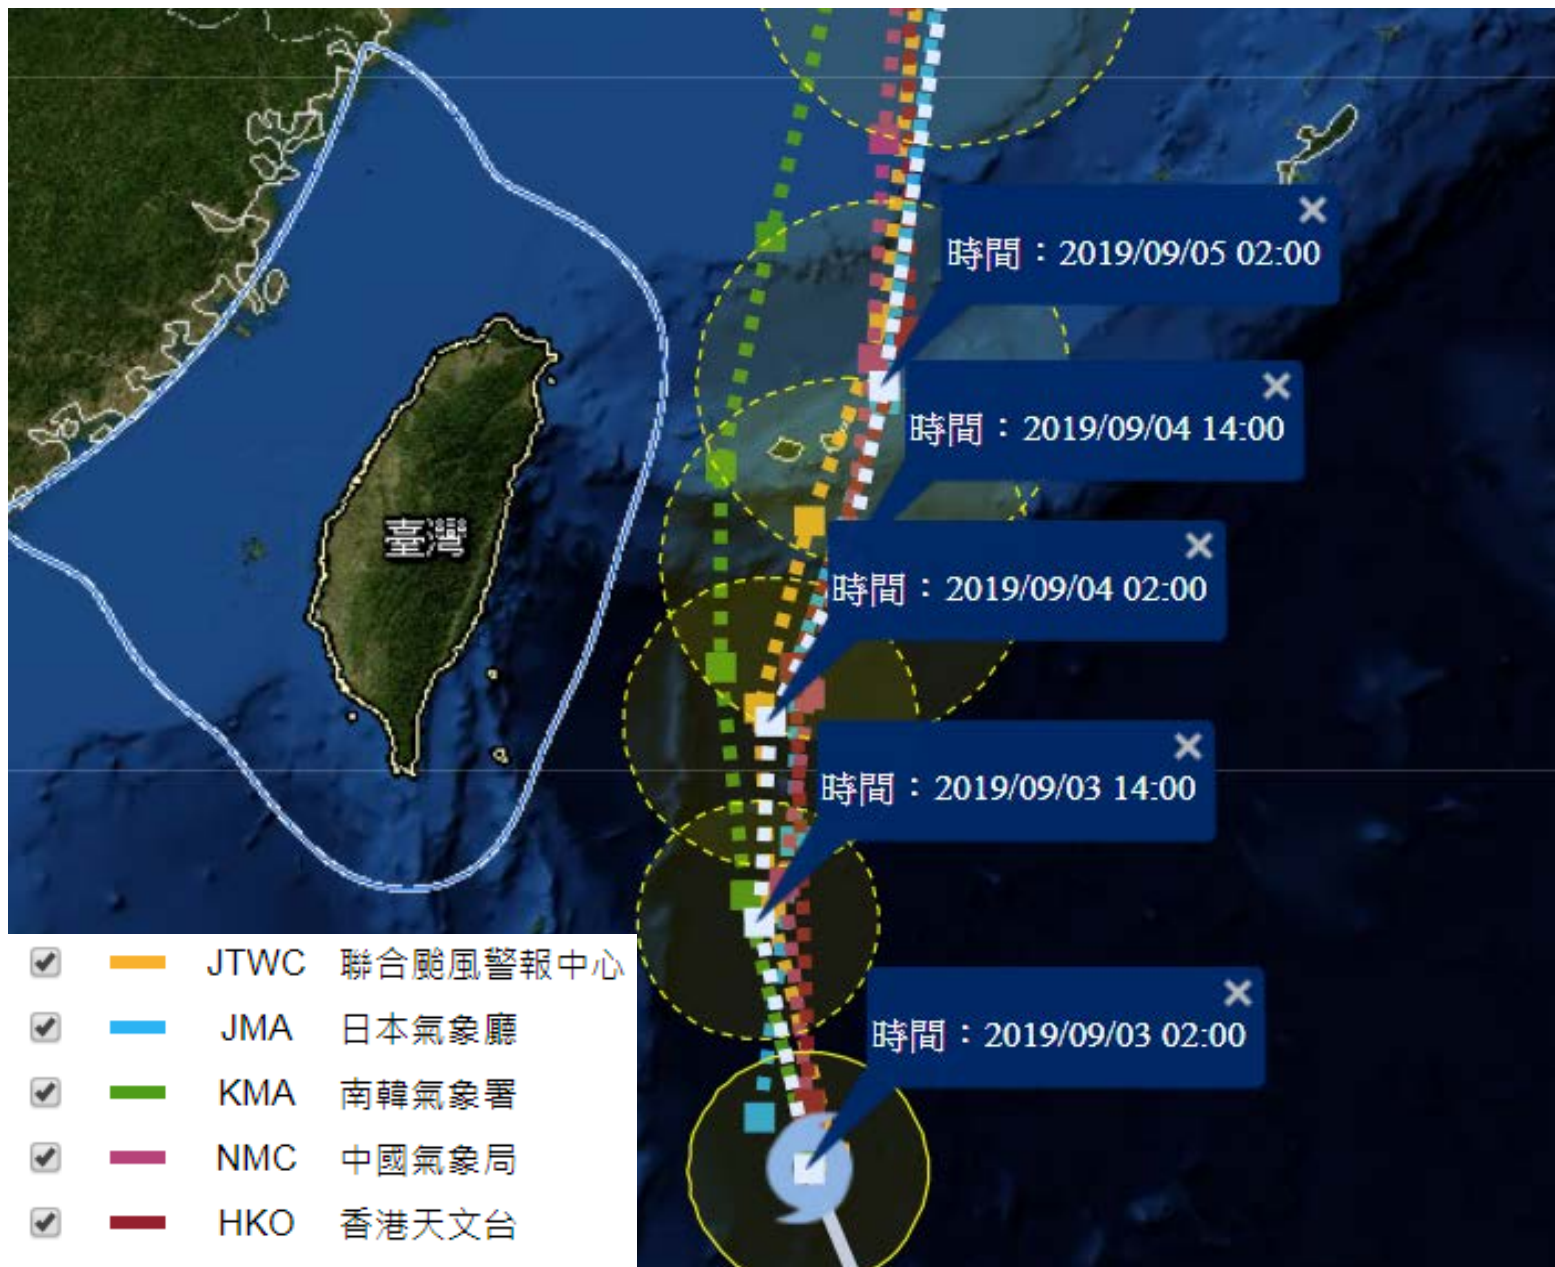 時間：2019/09/05 02:00
時間：2019/09/04 14:00
臺灣
時間：2019/09/04 02:00
時間：2019/09/03 14:00
JTWC 聯合颱風警報中心
JMA 日本氣象廳
時間：2019/09/03 02:00
KMA 南韓氣象署
NMC 中國氣象局
HKO 香港天文台